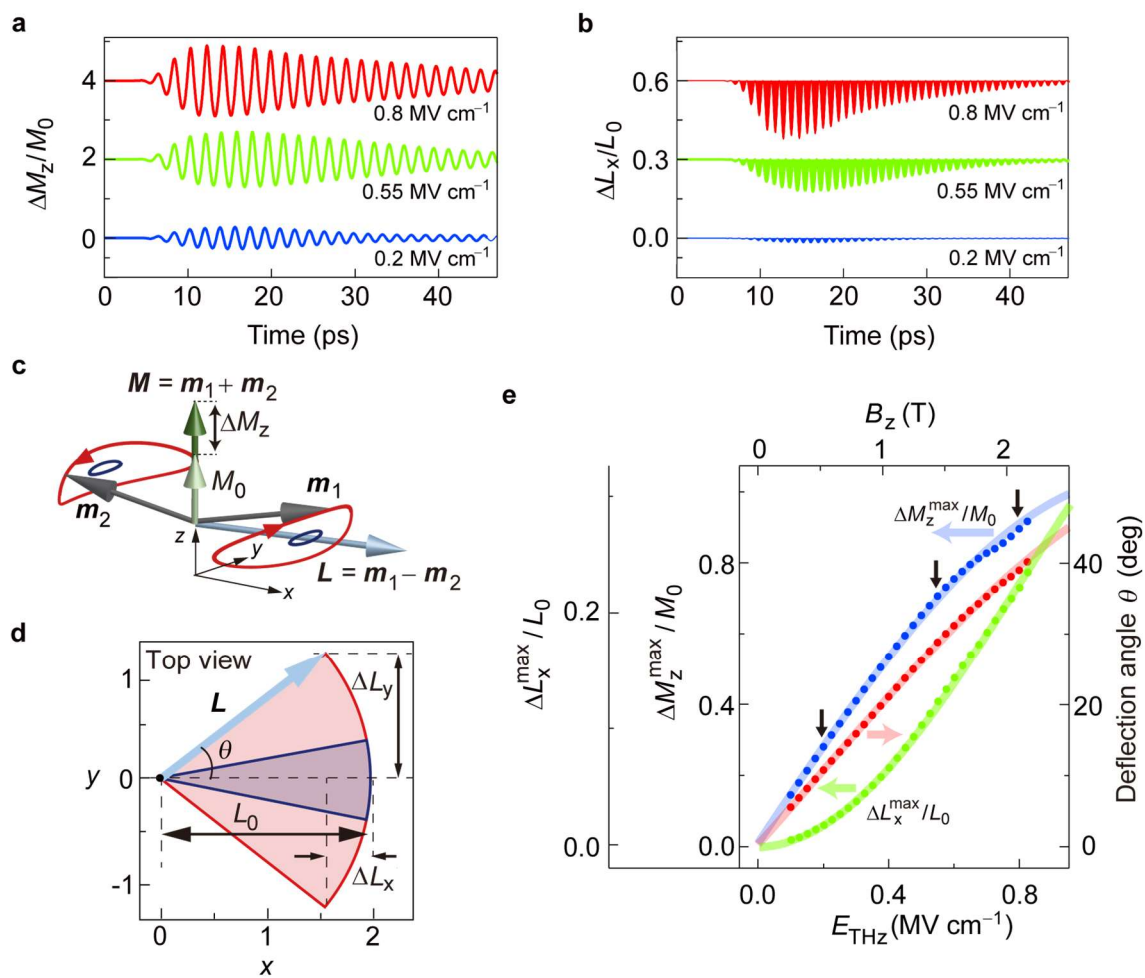 a
ΔM_z/M_0
4
2
0
0.8 MV cm⁻¹
0.55 MV cm⁻¹
0.2 MV cm⁻¹
0 10 20 30 40
Time (ps)
b
ΔL_x/L_0
0.6
0.3
0.0
0.8 MV cm⁻¹
0.55 MV cm⁻¹
0.2 MV cm⁻¹
0 10 20 30 40
Time (ps)
c
M = m_1 + m_2
ΔM_z
M_0
m_1
m_2
z
y
x
L = m_1 − m_2
d
Top view
1
0
-1
y
L
θ
L_0
ΔL_y
ΔL_x
0 1 2
x
e
B_z (T)
0 1 2
ΔL_x^max / L_0
0.2
0.0
ΔM_z^max / M_0
0.8
0.4
0.0
ΔM_z^max/M_0
ΔL_x^max/L_0
40
20
0
Deflection angle θ (deg)
0.0 0.4 0.8
E_THz (MV cm⁻¹)